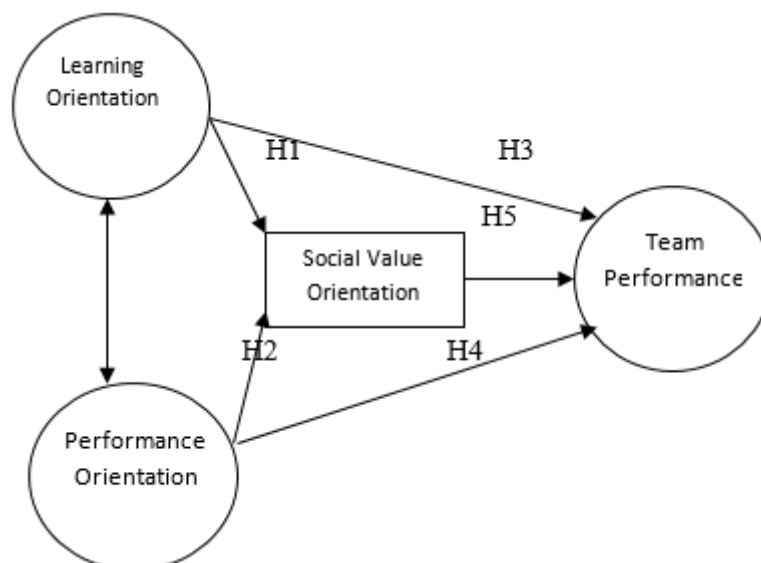 Learning
Orientation
H1
H3
H5
Social Value
Orientation
Team
Performance
H2
H4
Performance
Orientation